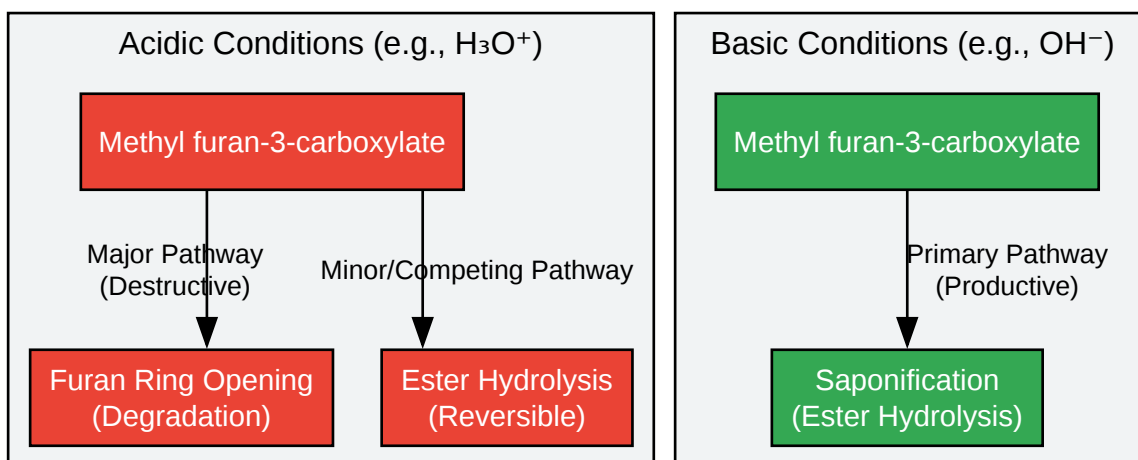 Acidic Conditions (e.g., H₃O⁺)
Methyl furan-3-carboxylate
Major Pathway
(Destructive)
Minor/Competing Pathway
Furan Ring Opening
(Degradation)
Ester Hydrolysis
(Reversible)
Basic Conditions (e.g., OH⁻)
Methyl furan-3-carboxylate
Primary Pathway
(Productive)
Saponification
(Ester Hydrolysis)